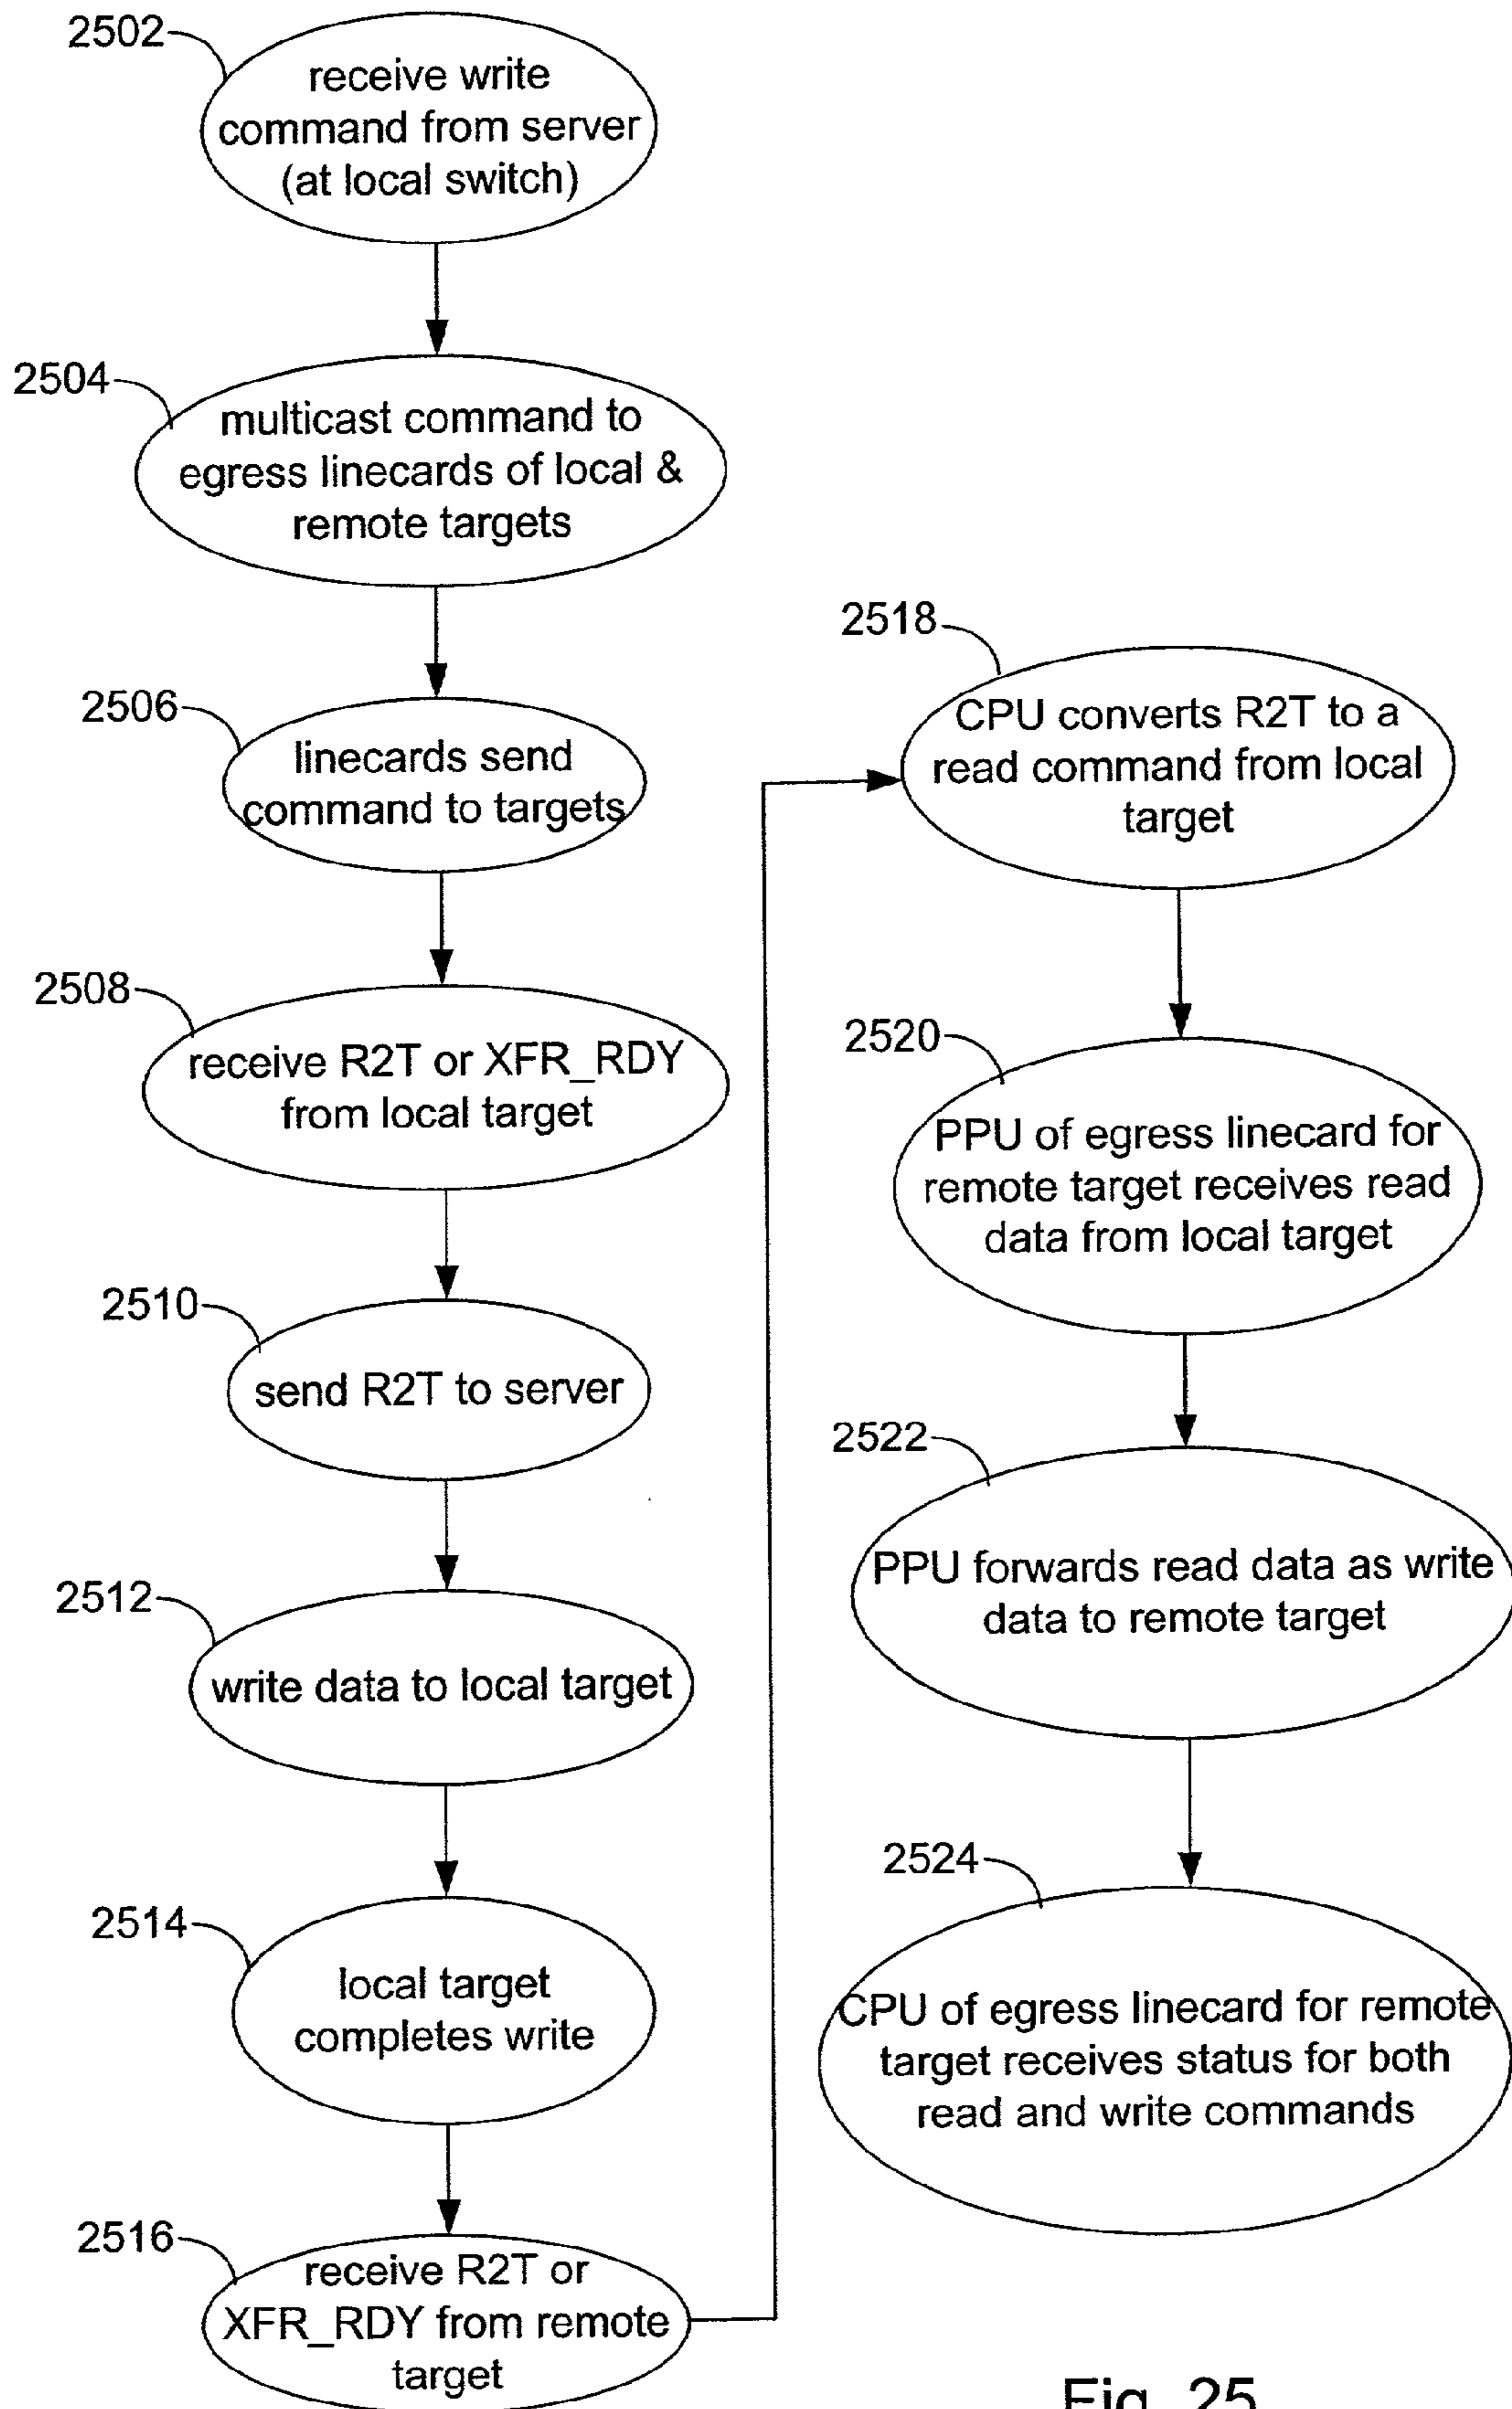 2502
receive write
command from server
(at local switch)
2504
multicast command to
egress linecards of local &
remote targets
2506
linecards send
command to targets
2508
receive R2T or XFR_RDY
from local target
2510
send R2T to server
2512
write data to local target
2514
local target
completes write
2516
receive R2T or
XFR_RDY from remote
target
2518
CPU converts R2T to a
read command from local
target
2520
PPU of egress linecard for
remote target receives read
data from local target
2522
PPU forwards read data as write
data to remote target
2524
CPU of egress linecard for remote
target receives status for both
read and write commands
Fig. 25